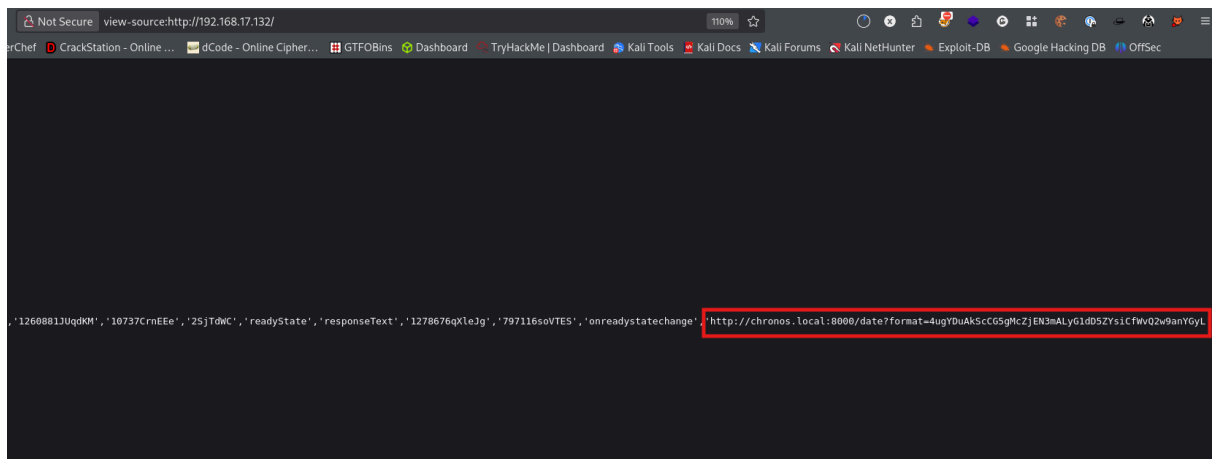 Not Secure view-source:http://192.168.17.132/ 110%
erChef CrackStation - Online ... dCode - Online Cipher... GTFOBins Dashboard TryHackMe | Dashboard Kali Tools Kali Docs Kali Forums Kali NetHunter Exploit-DB Google Hacking DB OffSec
,'1260881JUqdKM','10737CrnEEe','2SjTdWC','readyState','responseText','1278676qXleJg','797116soVTES','onreadystatechange','http://chronos.local:8000/date?format=4ugYDuAkScCG5gMcZjEN3mALyG1dD5ZYsiCfWvQ2w9anYGyL